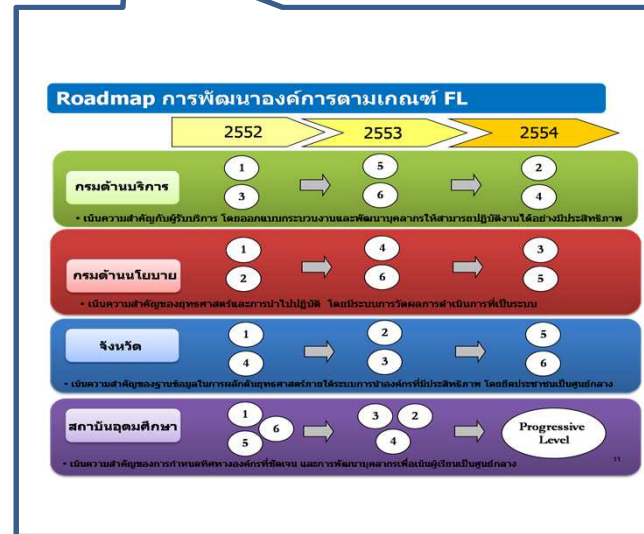 Roadmap การพัฒนาองค์การตามเกณฑ์ FL
2552 2553 2554
กรมด้านบริการ
1 5 2
3 6 4
• เน้นความสำคัญกับผู้รับบริการ โดยออกแบบกระบวนงานและพัฒนาบุคลากรให้สามารถปฏิบัติงานได้อย่างมีประสิทธิภาพ
กรมด้านนโยบาย
1 4 3
2 6 5
• เน้นความสำคัญของยุทธศาสตร์และการนำไปปฏิบัติ โดยมีระบบการวัดผลการดำเนินการที่เป็นระบบ
จังหวัด
1 2 5
4 3 6
• เน้นความสำคัญของฐานข้อมูลในการผลักดันยุทธศาสตร์ภายใต้ระบบการนำองค์กรที่มีประสิทธิภาพ โดยยึดประชาชนเป็นศูนย์กลาง
สถาบันอุดมศึกษา
1 6 5
3 2 4
Progressive
Level
• เน้นความสำคัญของการกำหนดทิศทางองค์กรที่ชัดเจน และการพัฒนาบุคลากรเพื่อเน้นผู้เรียนเป็นศูนย์กลาง
11